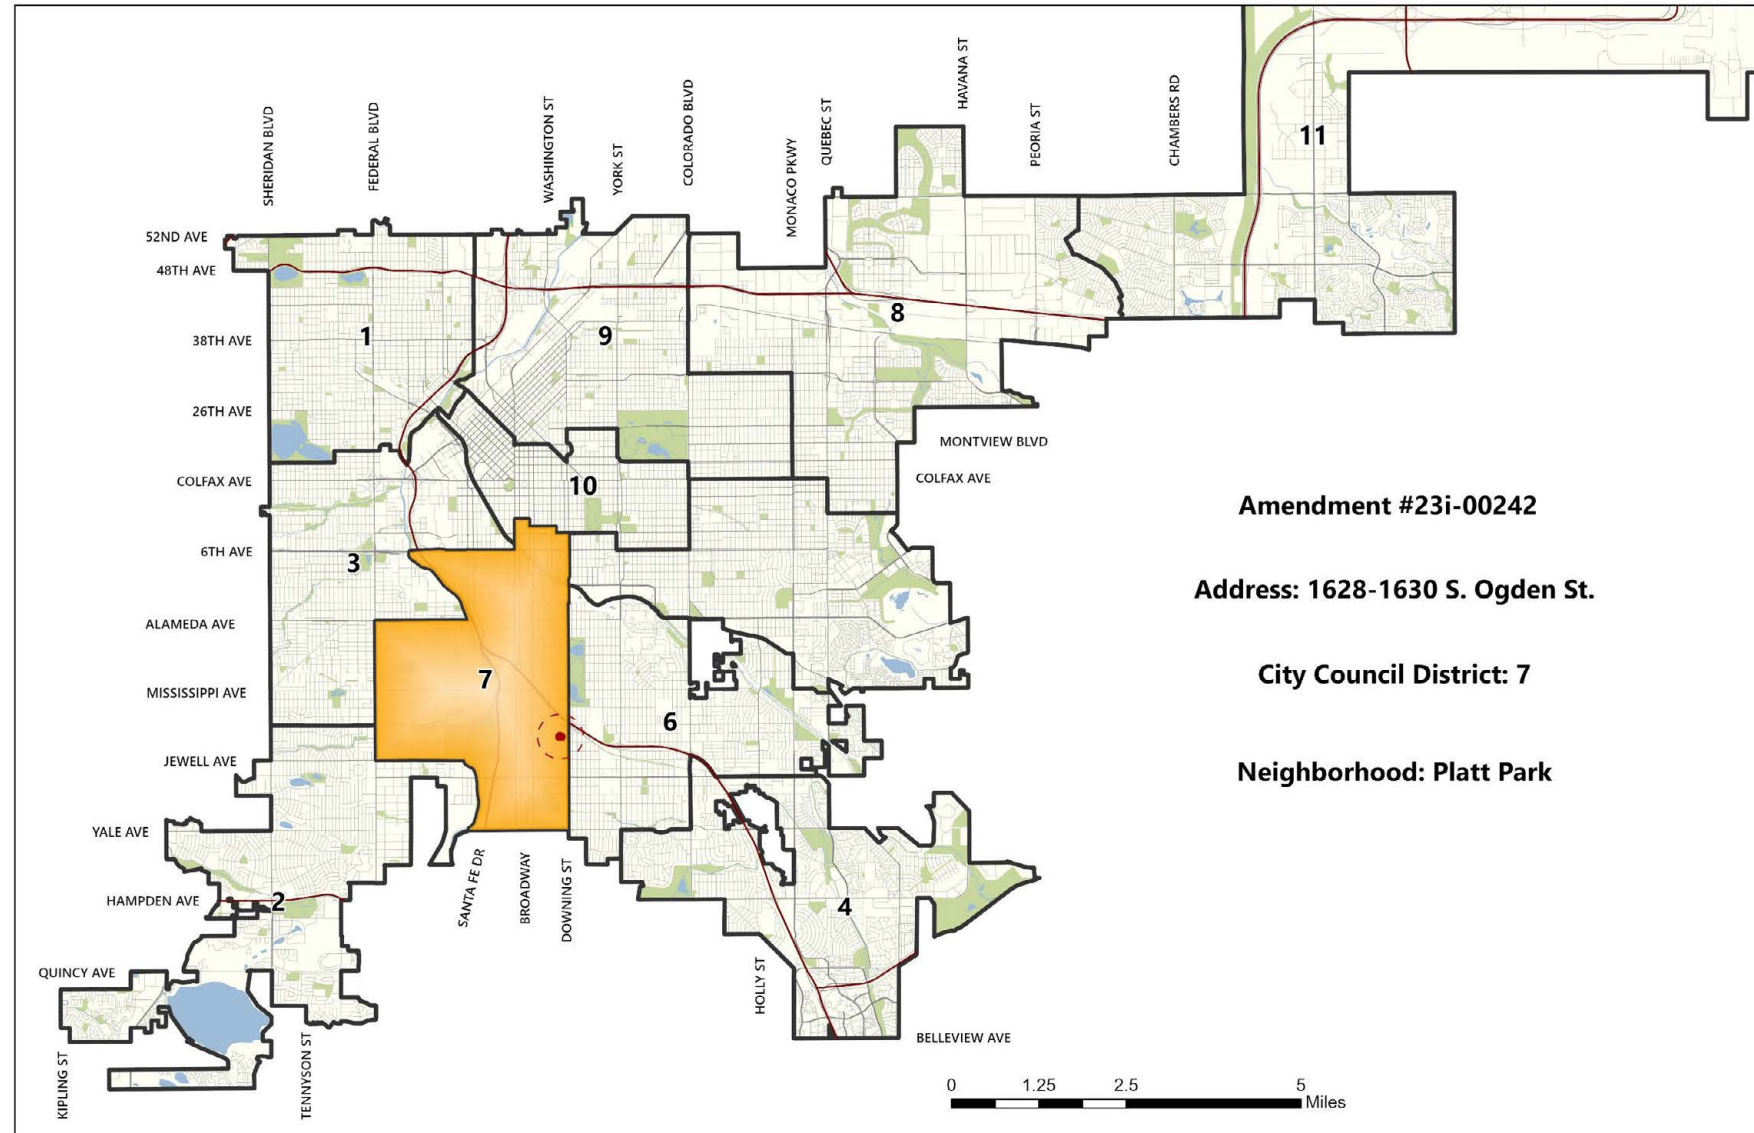 SHERIDAN BLVD
FEDERAL BLVD
WASHINGTON ST
YORK ST
COLORADO BLVD
MONACO PKWY
QUEBEC ST
HAVANA ST
PEORIA ST
CHAMBERS RD
11
52ND AVE
48TH AVE
8
1
9
38TH AVE
26TH AVE
MONTVIEW BLVD
COLFAX AVE
10
COLFAX AVE
Amendment #23i-00242
6TH AVE
3
Address: 1628-1630 S. Ogden St.
ALAMEDA AVE
7
City Council District: 7
MISSISSIPPI AVE
6
JEWELL AVE
Neighborhood: Platt Park
YALE AVE
SANTA FE DR
BROADWAY
DOWNING ST
HAMPDEN AVE
2
4
QUINCY AVE
HOLLY ST
BELLEVIEW AVE
KIPLING ST
TENNYSON ST
0 1.25 2.5 5
Miles